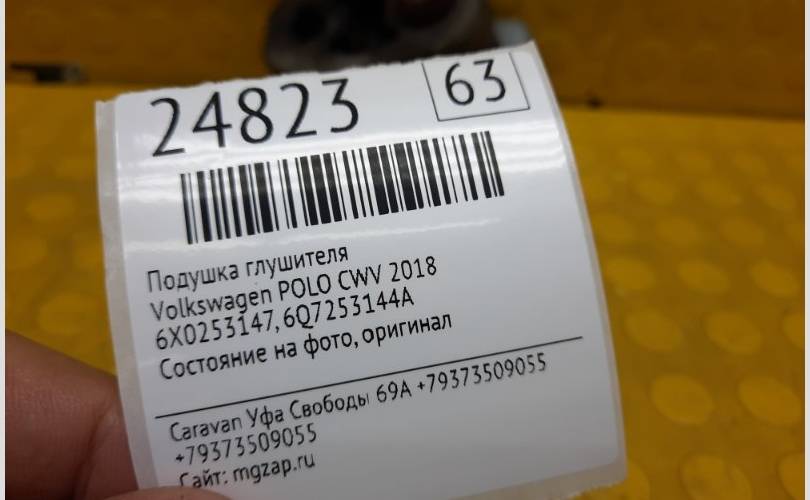 24823
63
Подушка глушителя
Volkswagen POLO CWV 2018
6X0253147, 6Q7253144A
Состояние на фото, оригинал
Caravan Уфа Свободы 69А +79373509055
+79373509055
Сайт: mgzap.ru